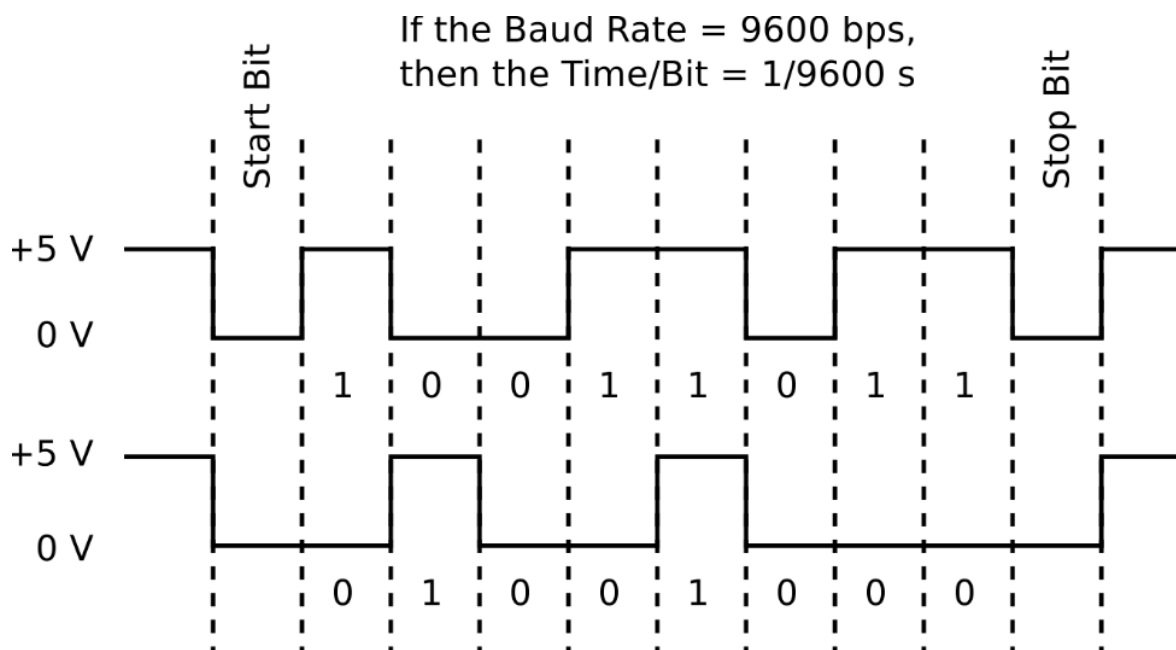 If the Baud Rate = 9600 bps,
then the Time/Bit = 1/9600 s
Start Bit
Stop Bit
+5 V
0 V
1 0 0 1 1 0 1 1
+5 V
0 V
0 1 0 0 1 0 0 0